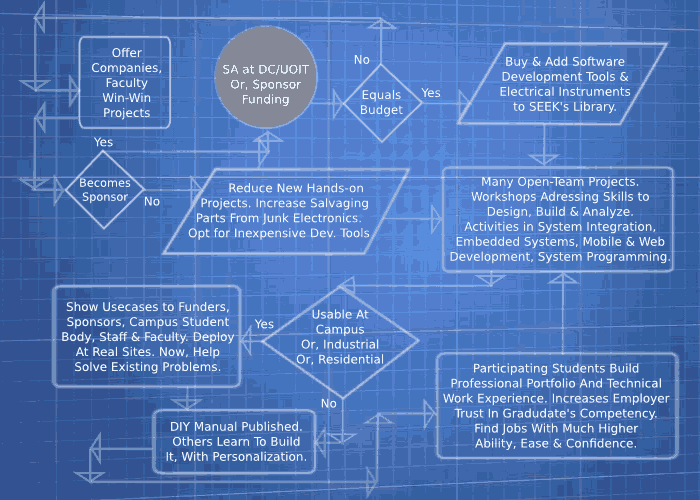 Offer
Companies,
Faculty
Win-Win
Projects
SA at DC/UOIT
Or, Sponsor
Funding
No
Equals
Budget
Yes
Buy & Add Software
Development Tools &
Electrical Instruments
to SEEK's Library.
Yes
Becomes
Sponsor
No
Reduce New Hands-on
Projects. Increase Salvaging
Parts From Junk Electronics.
Opt for Inexpensive Dev. Tools
Many Open-Team Projects.
Workshops Adressing Skills to
Design, Build & Analyze.
Activities in System Integration,
Embedded Systems, Mobile & Web
Development, System Programming.
Show Usecases to Funders,
Sponsors, Campus Student
Body, Staff & Faculty. Deploy
At Real Sites. Now, Help
Solve Existing Problems.
Yes
Usable At
Campus
Or, Industrial
Or, Residential
No
Participating Students Build
Professional Portfolio And Technical
Work Experience. Increases Employer
Trust In Gradudate's Competency.
Find Jobs With Much Higher
Ability, Ease & Confidence.
DIY Manual Published.
Others Learn To Build
It, With Personalization.